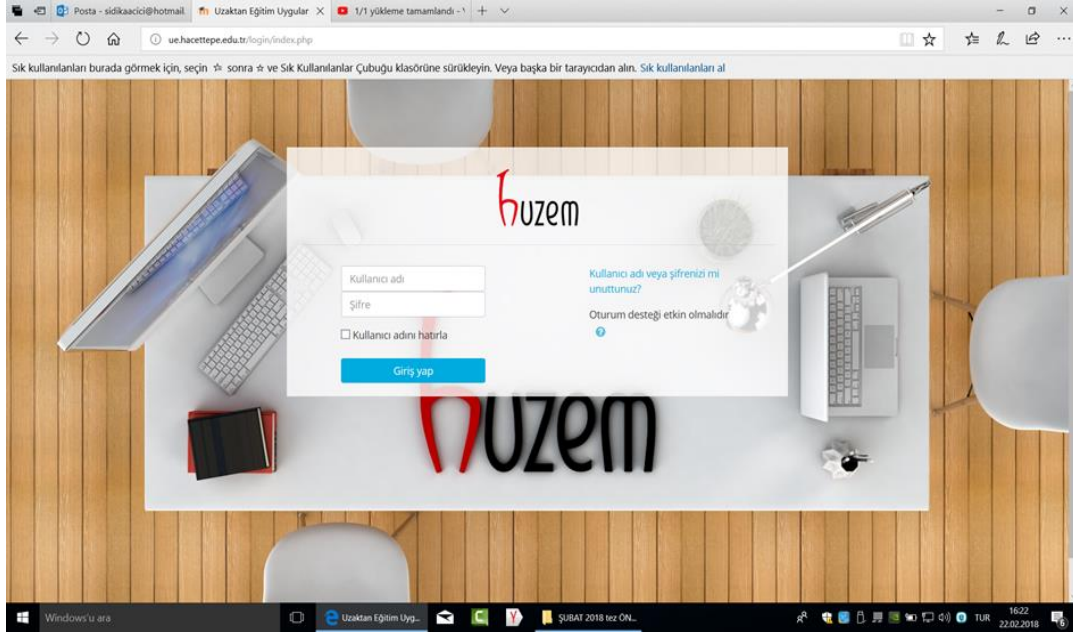 Posta - sidikaacici@hotmail.
Uzaktan Eğitim Uygular
1/1 yükleme tamamlandı -
ue.hacettepe.edu.tr/login/index.php
Sık kullanılanları burada görmek için, seçin ☆ sonra ☆ ve Sık Kullanılanlar Çubuğu klasörüne sürükleyin. Veya başka bir tarayıcıdan alın. Sık kullanılanları al
huzem
Kullanıcı adı
Şifre
Kullanıcı adını hatırla
Giriş yap
Kullanıcı adı veya şifrenizi mi
unuttunuz?
Oturum desteği etkin olmalıdır
huzem
Windows'u ara
Uzaktan Eğitim Uyg...
ŞUBAT 2018 tez ÖN...
TUR
16:22
22.02.2018
6